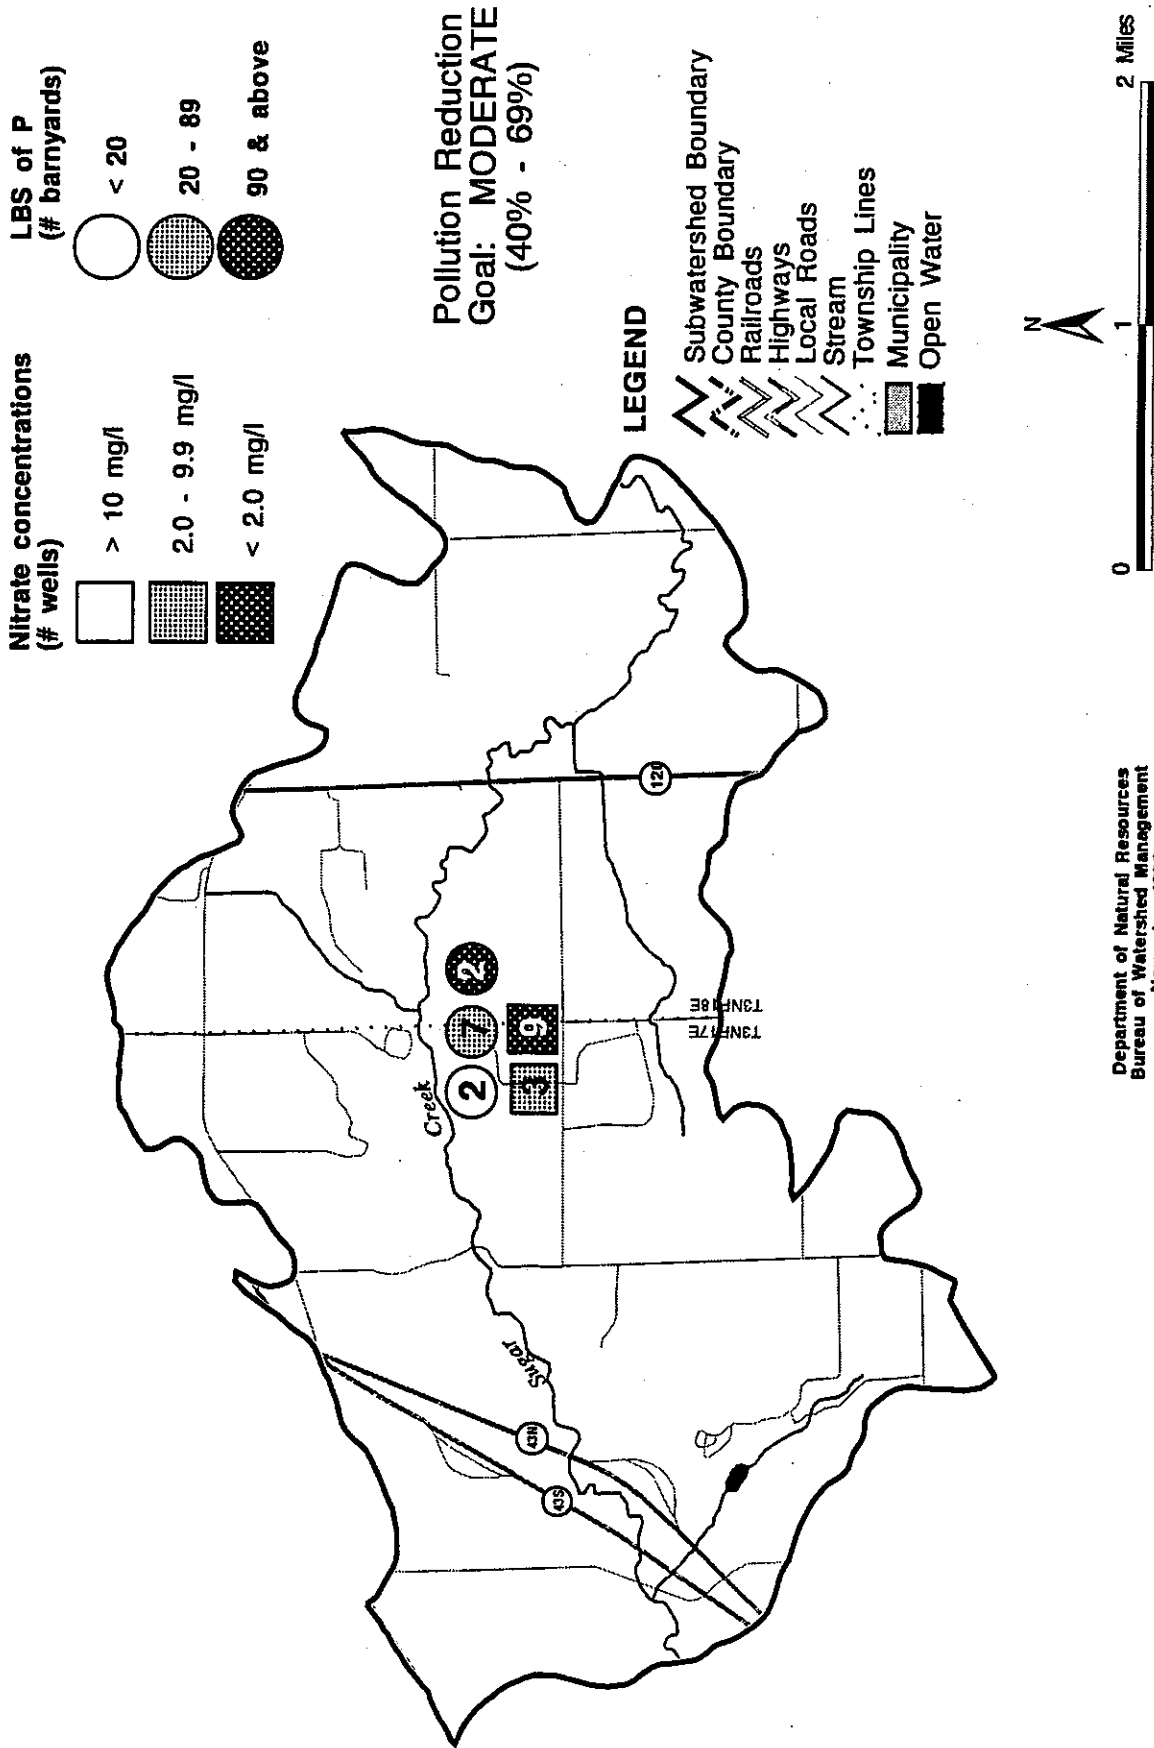 Nitrate concentrations
(# wells)
> 10 mg/l
2.0 - 9.9 mg/l
< 2.0 mg/l
LBS of P
(# barnyards)
< 20
20 - 89
90 & above
Pollution Reduction
Goal: MODERATE
(40% - 69%)
LEGEND
Subwatershed Boundary
County Boundary
Railroads
Highways
Local Roads
Stream
Township Lines
Municipality
Open Water
N
0 1 2 Miles
Sugar
Creek
2
7
2
3
9
43S
43N
120
T3NR17E
T3NR18E
Department of Natural Resources
Bureau of Watershed Management